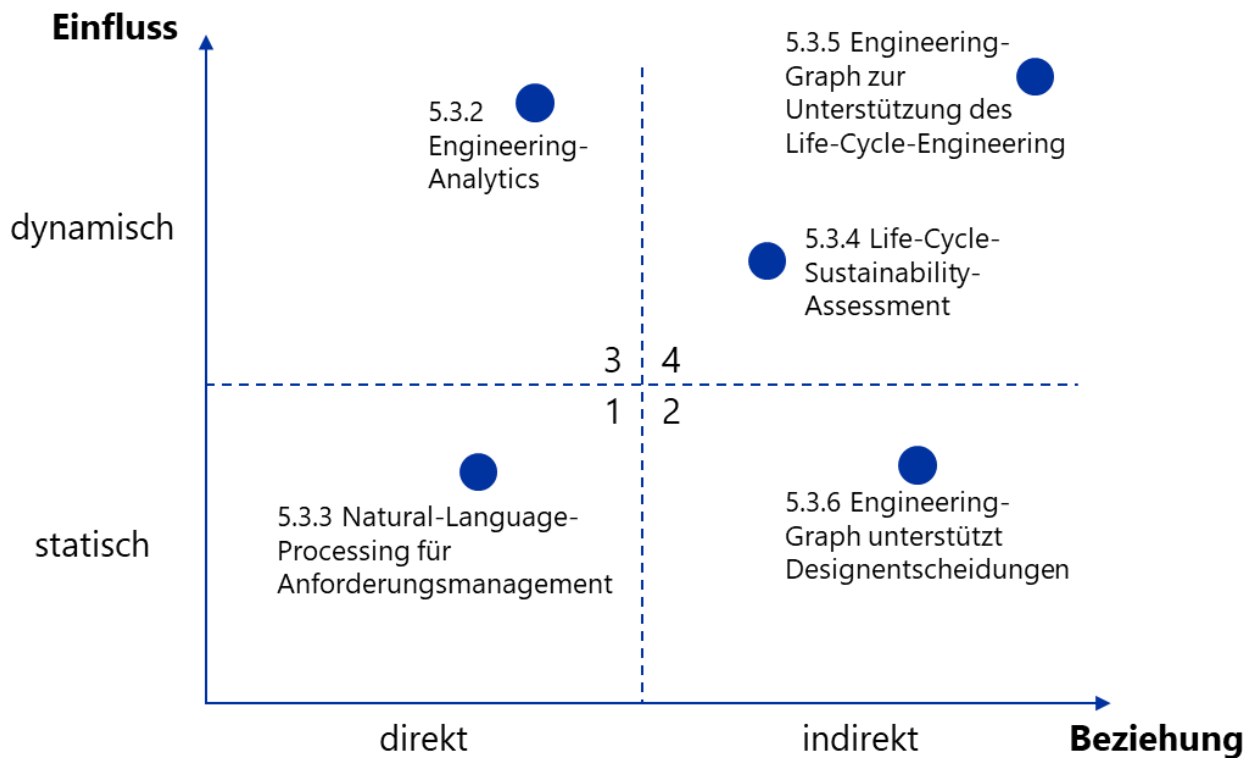 Einfluss
5.3.5 Engineering-
Graph zur
Unterstützung des
Life-Cycle-Engineering
5.3.2
Engineering-
Analytics
dynamisch
5.3.4 Life-Cycle-
Sustainability-
Assessment
3 4
1 2
5.3.3 Natural-Language-
Processing für
Anforderungsmanagement
5.3.6 Engineering-
Graph unterstützt
Designentscheidungen
statisch
direkt
indirekt
Beziehung